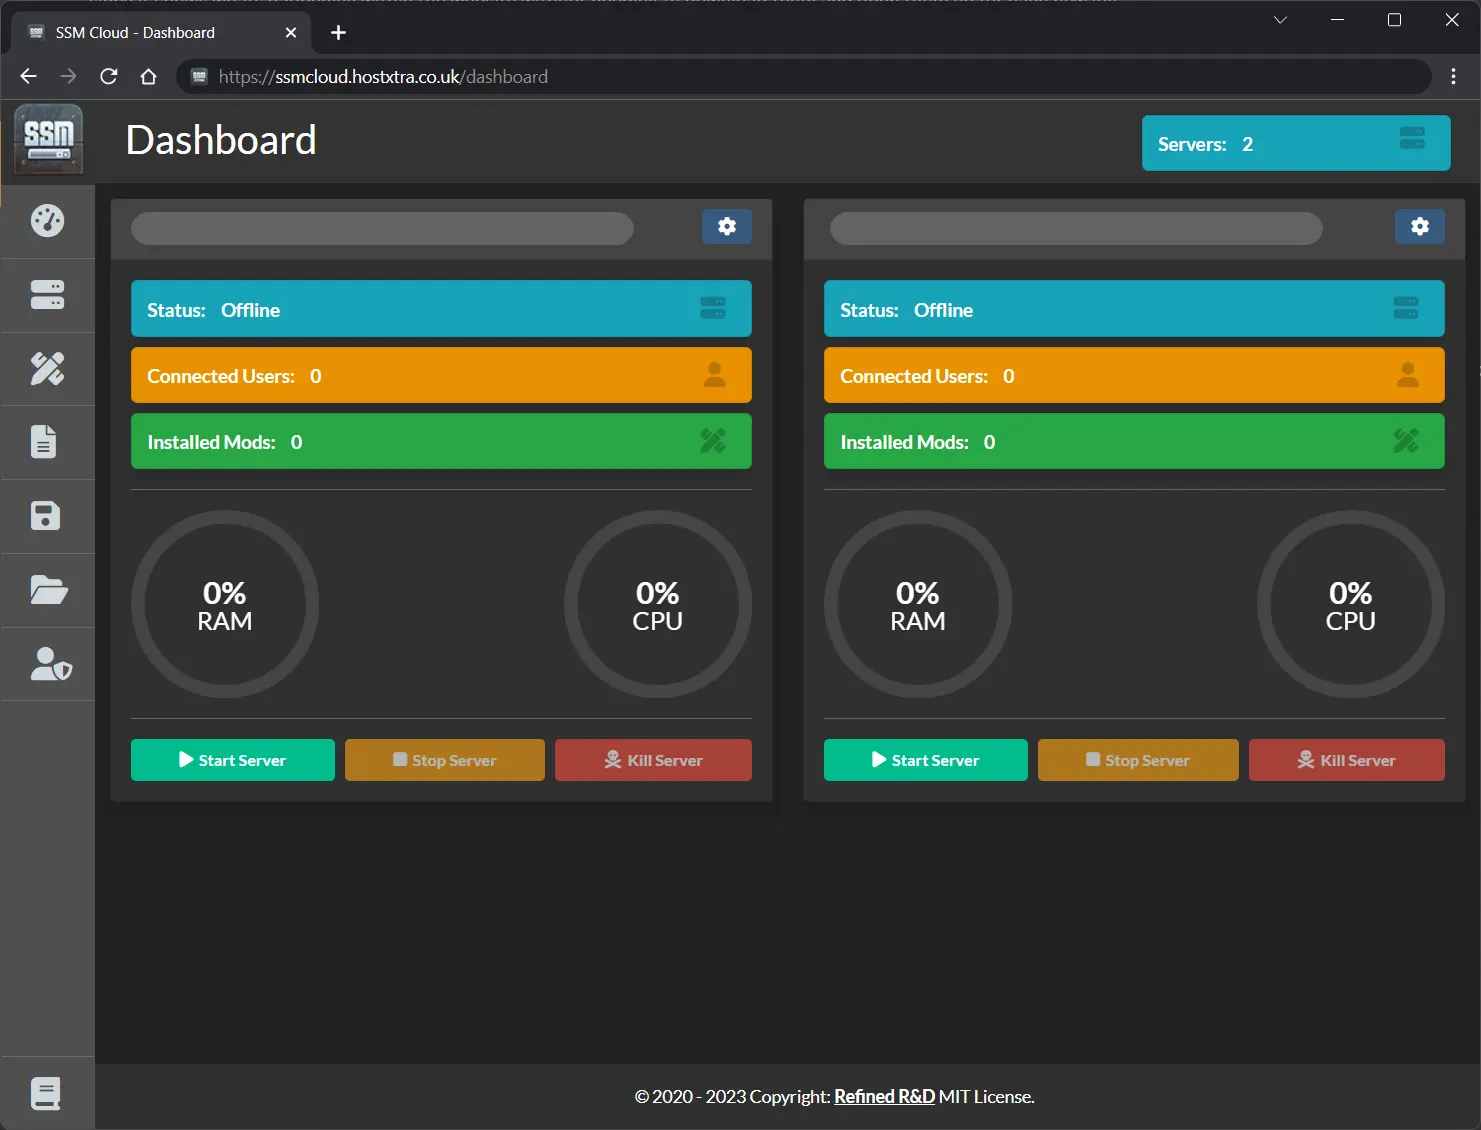 SSM Cloud - Dashboard
https://ssmcloud.hostxtra.co.uk/dashboard
SSM
Dashboard
Servers: 2
Status: Offline
Connected Users: 0
Installed Mods: 0
0%
RAM
0%
CPU
Start Server
Stop Server
Kill Server
Status: Offline
Connected Users: 0
Installed Mods: 0
0%
RAM
0%
CPU
Start Server
Stop Server
Kill Server
© 2020 - 2023 Copyright: Refined R&D MIT License.